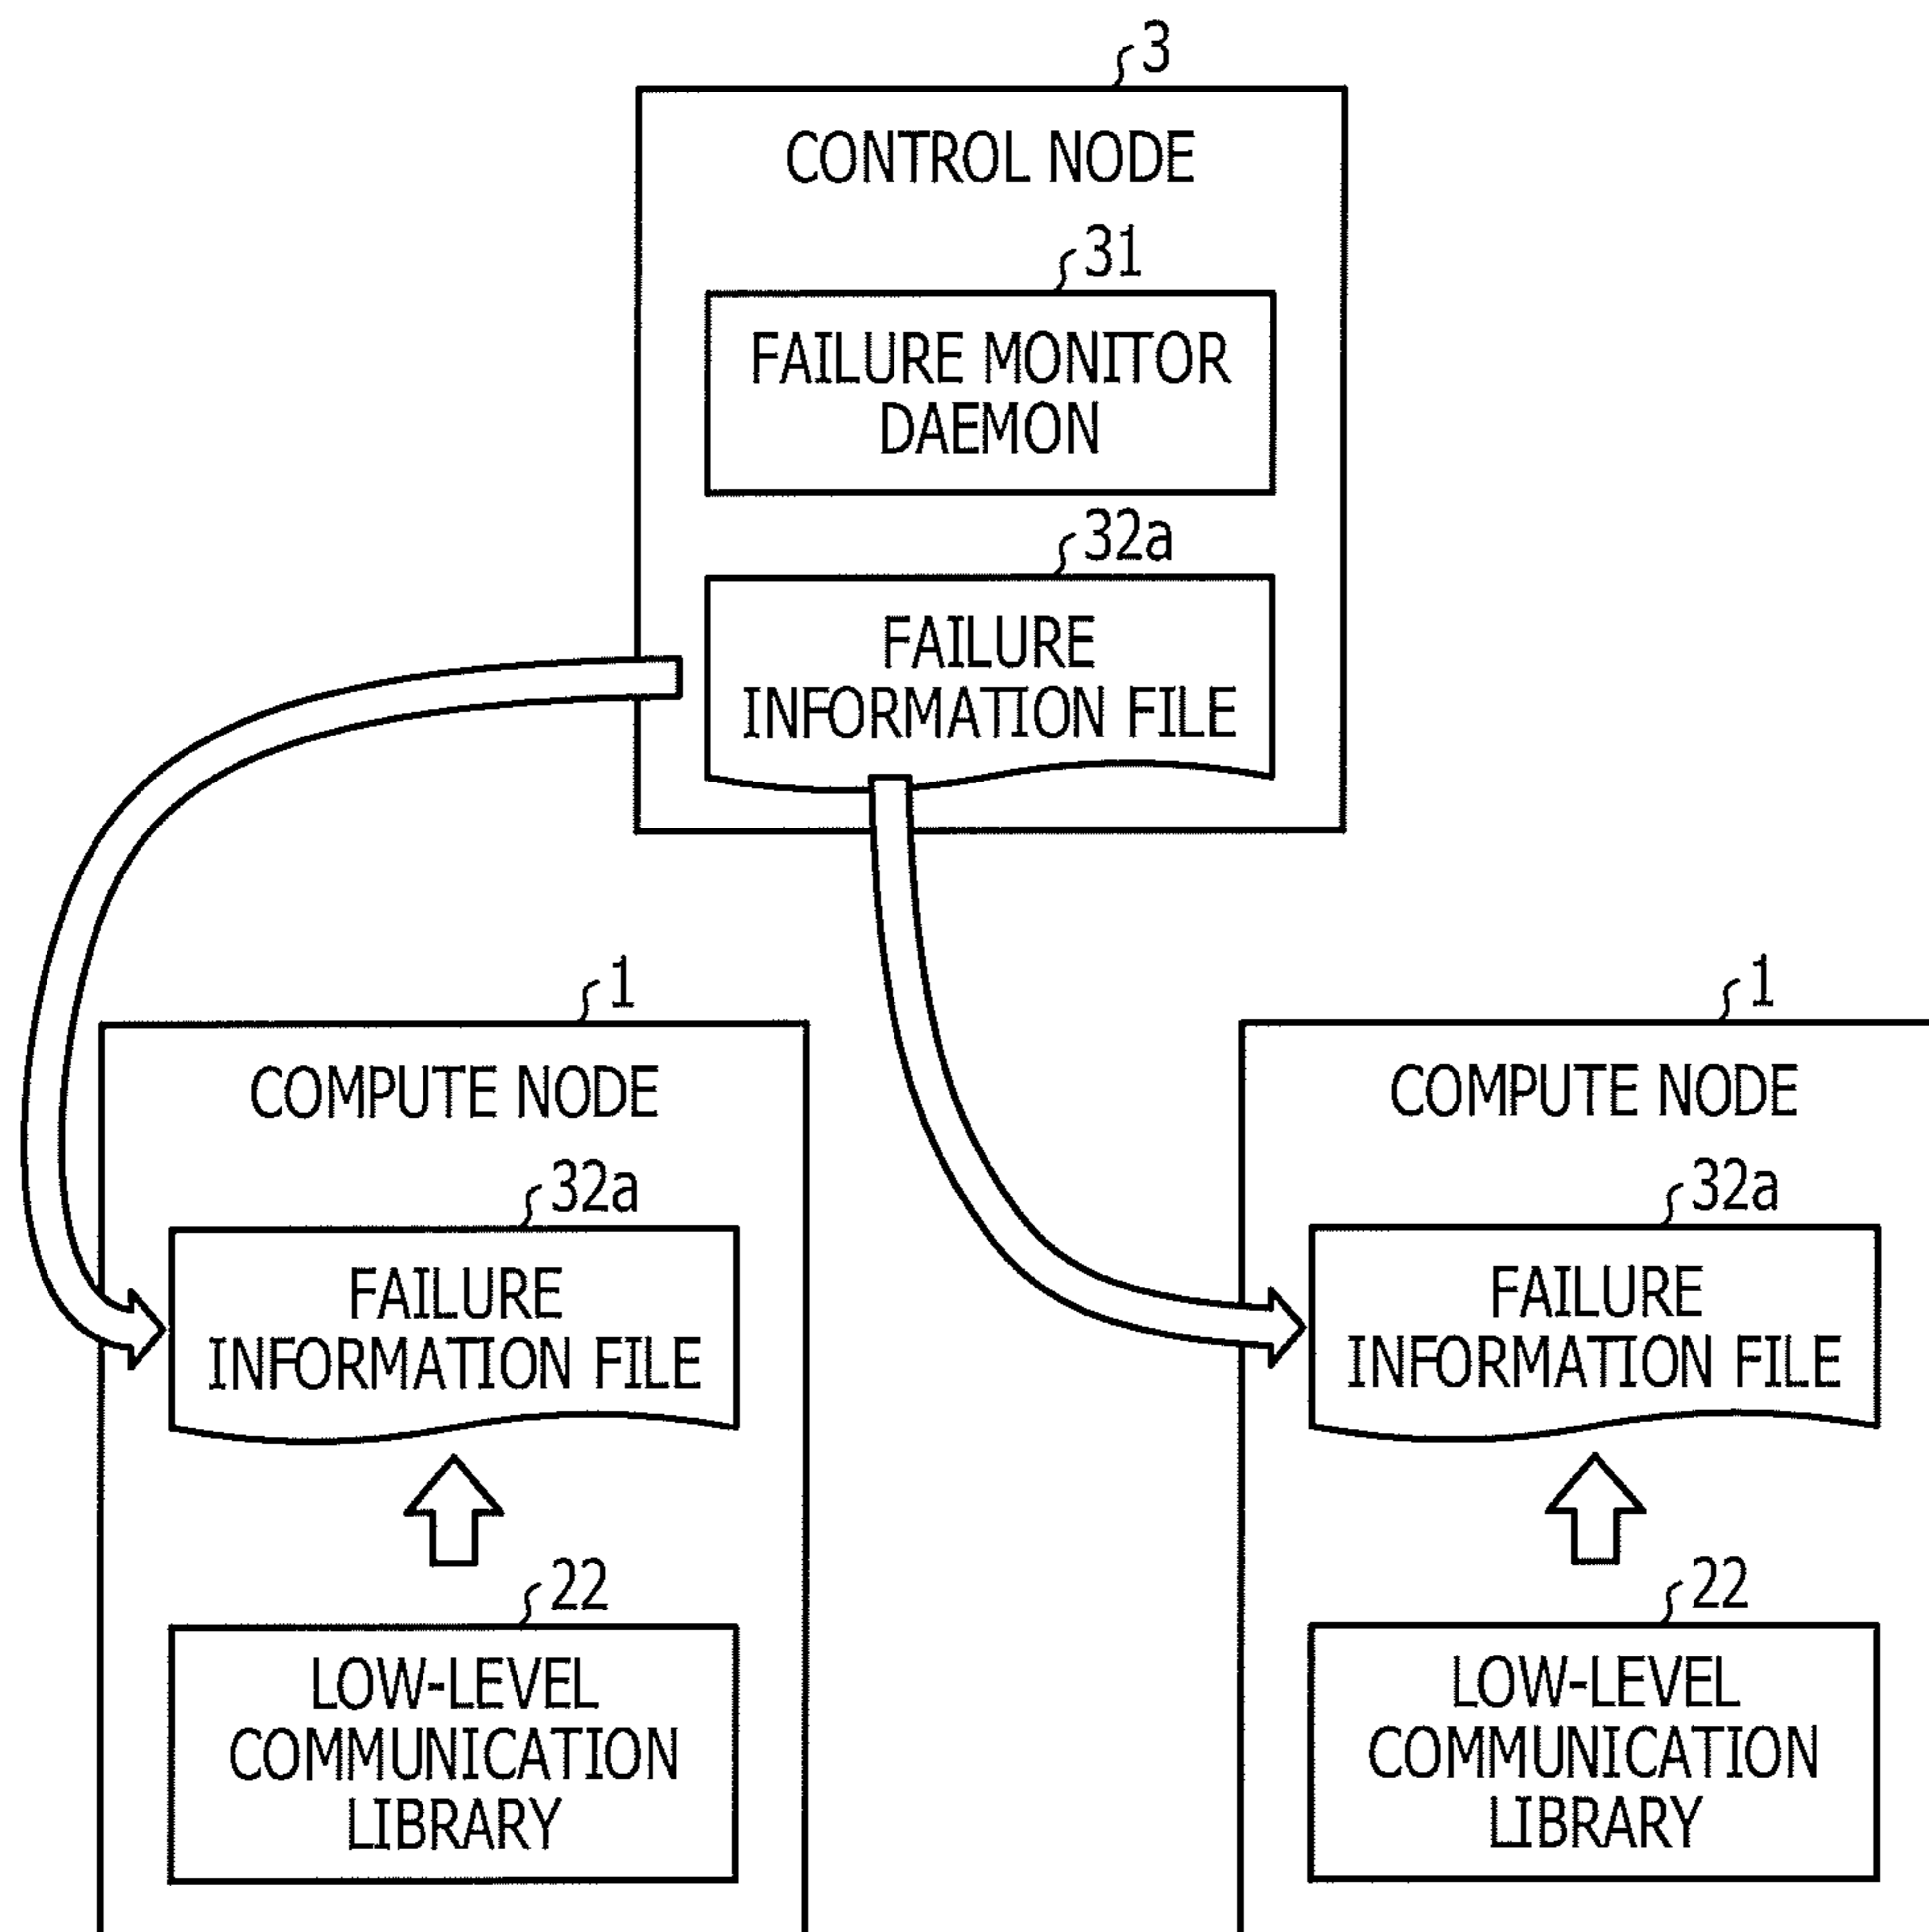 3
CONTROL NODE
31
FAILURE MONITOR
DAEMON
32a
FAILURE
INFORMATION FILE
1
COMPUTE NODE
32a
FAILURE
INFORMATION FILE
22
LOW-LEVEL
COMMUNICATION
LIBRARY
1
COMPUTE NODE
32a
FAILURE
INFORMATION FILE
22
LOW-LEVEL
COMMUNICATION
LIBRARY